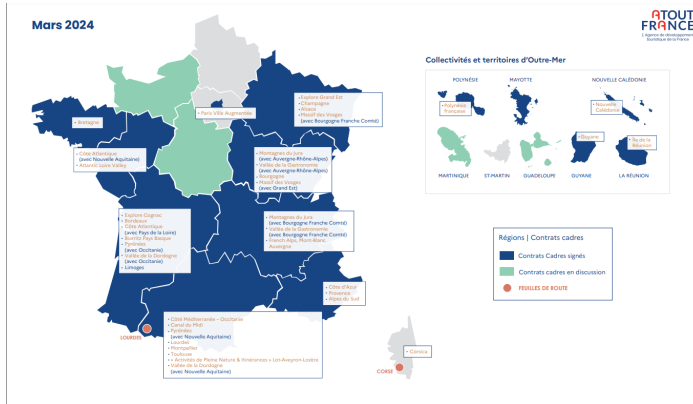 Mars 2024
ATOUT
FRANCE
L'Agence de développement
touristique de la France
Collectivités et territoires d'Outre-Mer
POLYNÉSIE
MAYOTTE
NOUVELLE CALÉDONIE
• Polynésie
française
• Nouvelle
Calédonie
• Guyane
• Île de la
Réunion
MARTINIQUE
ST-MARTIN
GUADELOUPE
GUYANE
LA RÉUNION
• Bretagne
• Paris Ville Augmentée
• Explore Grand Est
• Champagne
• Alsace
• Massif des Vosges
(avec Bourgogne Franche Comté)
• Côte Atlantique
(avec Nouvelle Aquitaine)
• Atlantic Loire Valley
• Montagnes du Jura
(avec Auvergne-Rhône-Alpes)
• Vallée de la Gastronomie
(avec Auvergne-Rhône-Alpes)
• Bourgogne
• Massif des Vosges
(avec Grand Est)
• Explore Cognac
• Bordeaux
• Côte Atlantique
(avec Pays de la Loire)
• Biarritz Pays Basque
• Pyrénées
(avec Occitanie)
• Vallée de la Dordogne
(avec Occitanie)
• Limoges
• Montagnes du Jura
(avec Bourgogne Franche Comté)
• Vallée de la Gastronomie
(avec Bourgogne Franche Comté)
• French Alps, Mont-Blanc
Auvergne
Régions | Contrats cadres
Contrats Cadres signés
Contrats cadres en discussion
FEUILLES DE ROUTE
• Côte d'Azur
• Provence
• Alpes du Sud
LOURDES
• Côté Méditerranée - Occitanie
• Canal du Midi
• Pyrénées
(avec Nouvelle Aquitaine)
• Lourdes
• Montpellier
• Toulouse
• « Activités de Pleine Nature & Itinérances » Lot-Aveyron-Lozère
• Vallée de la Dordogne
(avec Nouvelle Aquitaine)
• Corsica
CORSE